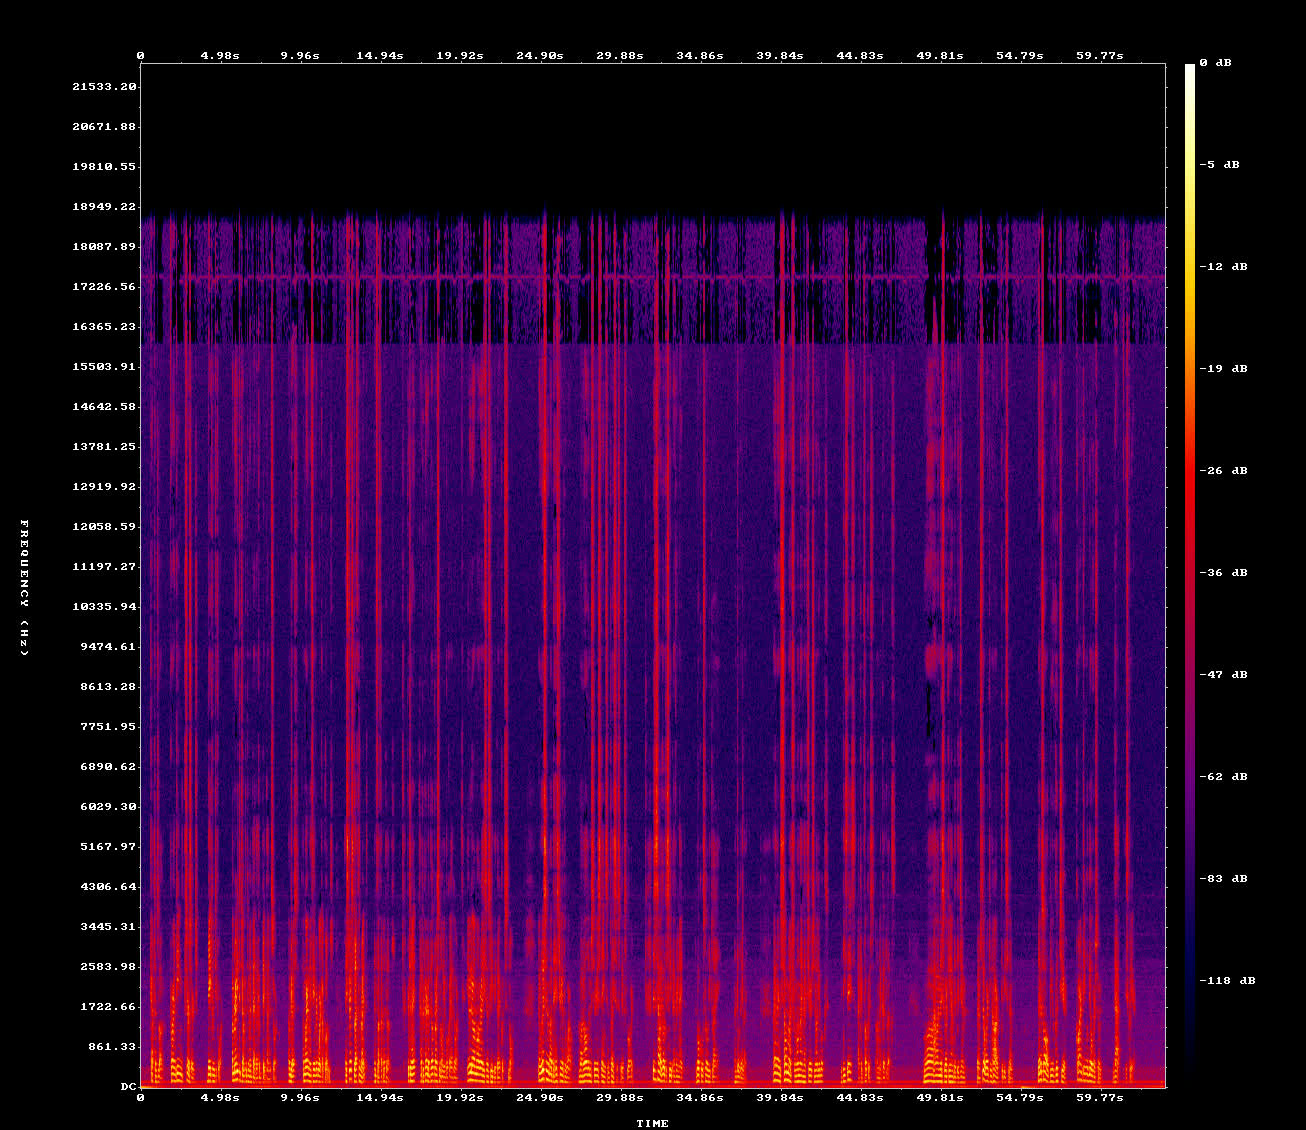 0 4.98s 9.96s 14.94s 19.92s 24.90s 29.88s 34.86s 39.84s 44.83s 49.81s 54.79s 59.77s
21533.20
20671.88
19810.55
18949.22
18087.89
17226.56
16365.23
15503.91
14642.58
13781.25
12919.92
12058.59
11197.27
10335.94
9474.61
8613.28
7751.95
6890.62
6029.30
5167.97
4306.64
3445.31
2583.98
1722.66
861.33
DC
FREQUENCY (Hz)
0 dB
-5 dB
-12 dB
-19 dB
-26 dB
-36 dB
-47 dB
-62 dB
-83 dB
-118 dB
0 4.98s 9.96s 14.94s 19.92s 24.90s 29.88s 34.86s 39.84s 44.83s 49.81s 54.79s 59.77s
TIME